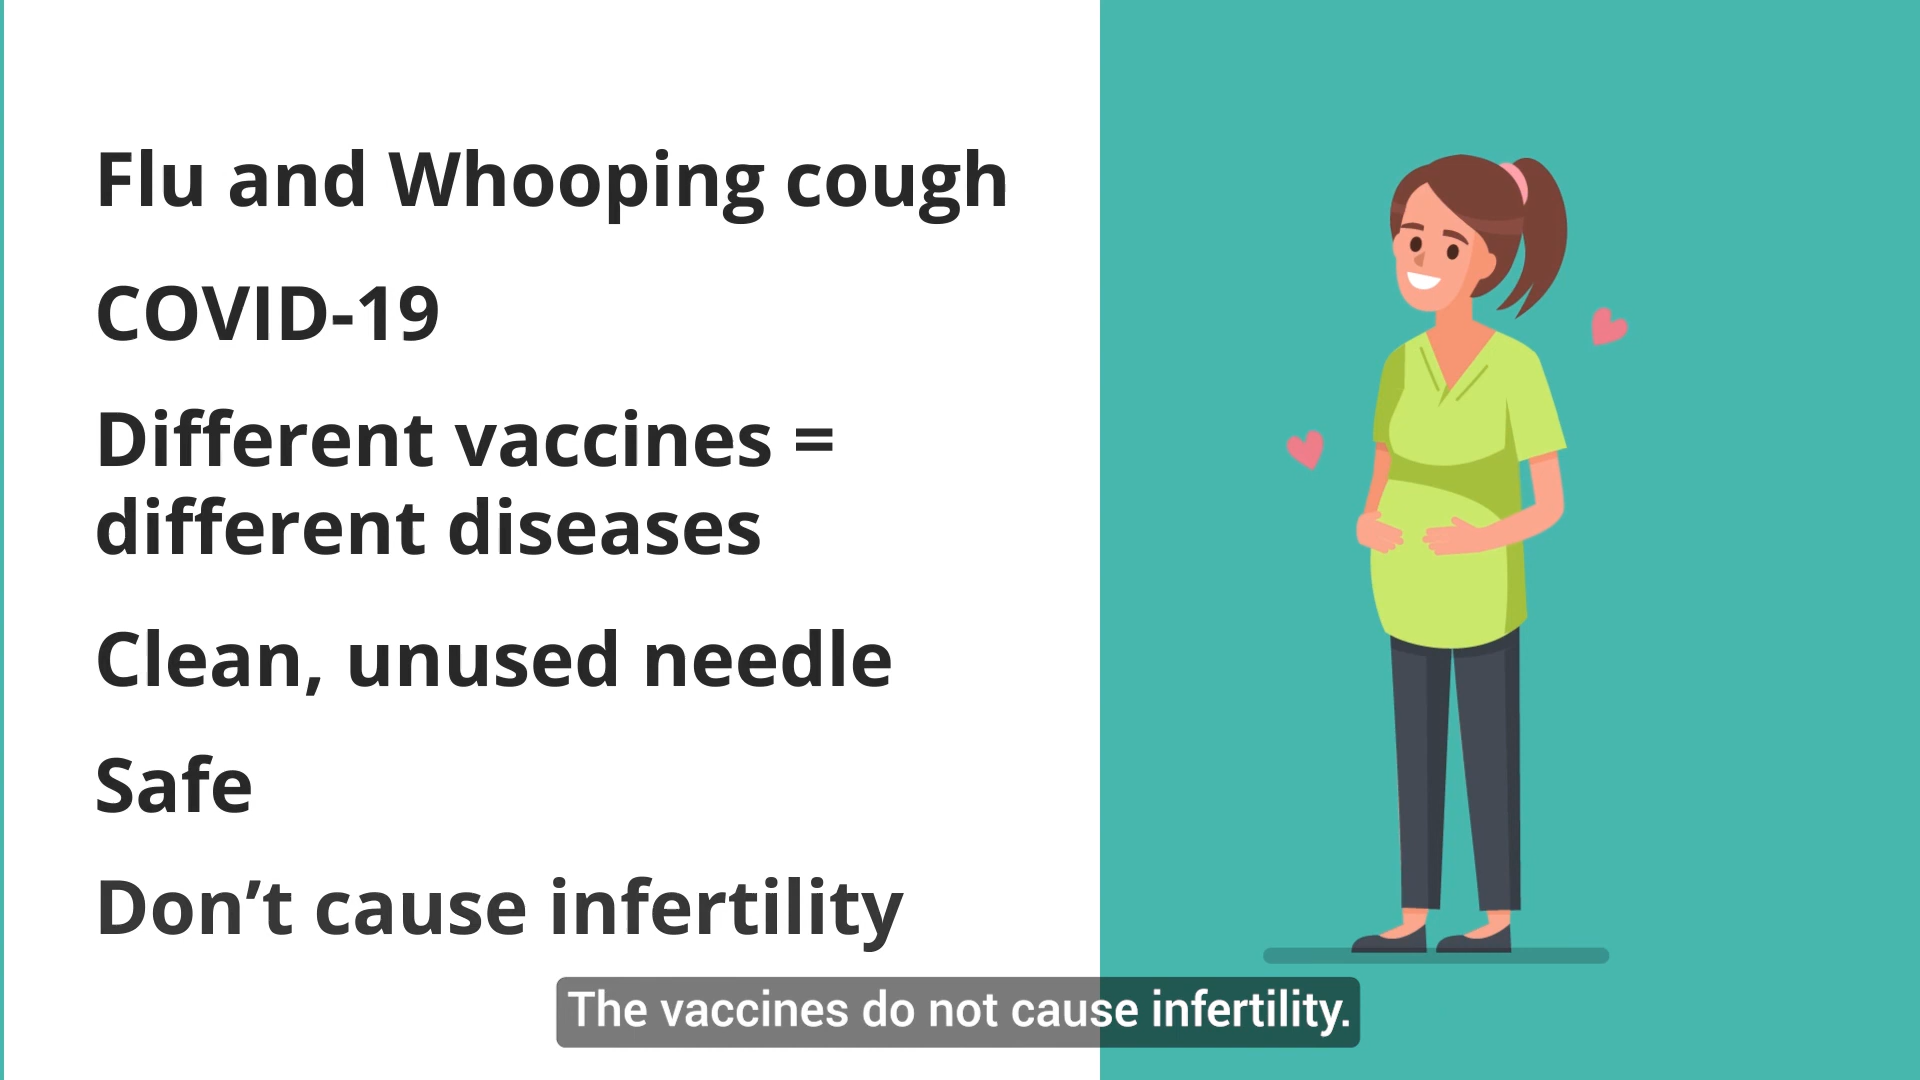 Flu and Whooping cough
COVID-19
Different vaccines =
different diseases
Clean, unused needle
Safe
Don’t cause infertility
The vaccines do not cause infertility.